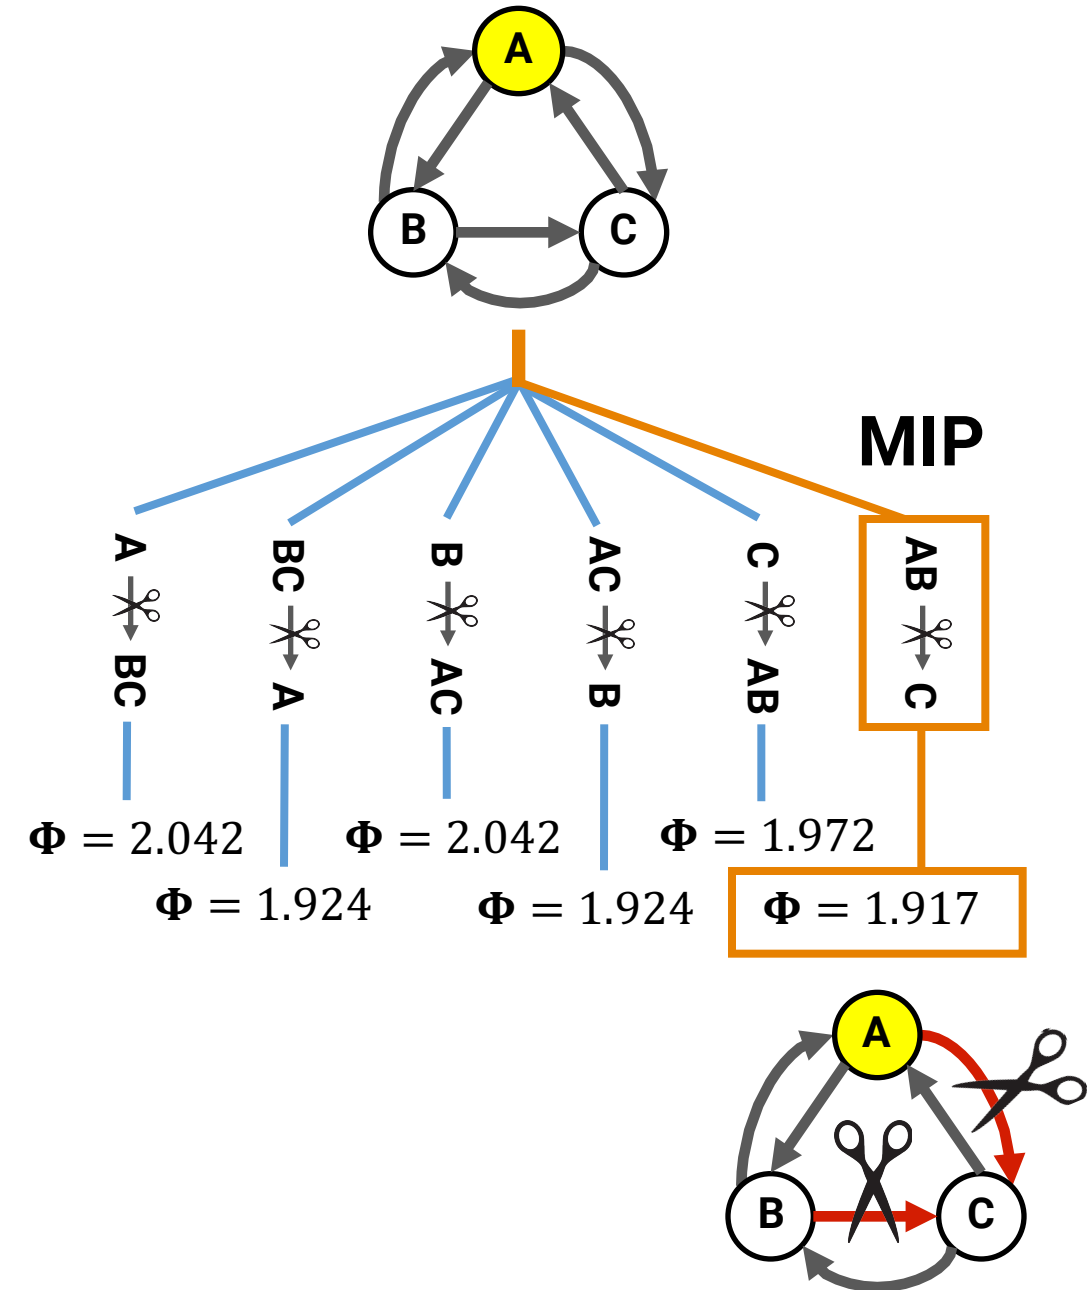 A
B
C
MIP
A
BC
BC
A
B
AC
AC
B
C
AB
AB
C
Φ = 2.042
Φ = 1.924
Φ = 2.042
Φ = 1.924
Φ = 1.972
Φ = 1.917
A
B
C